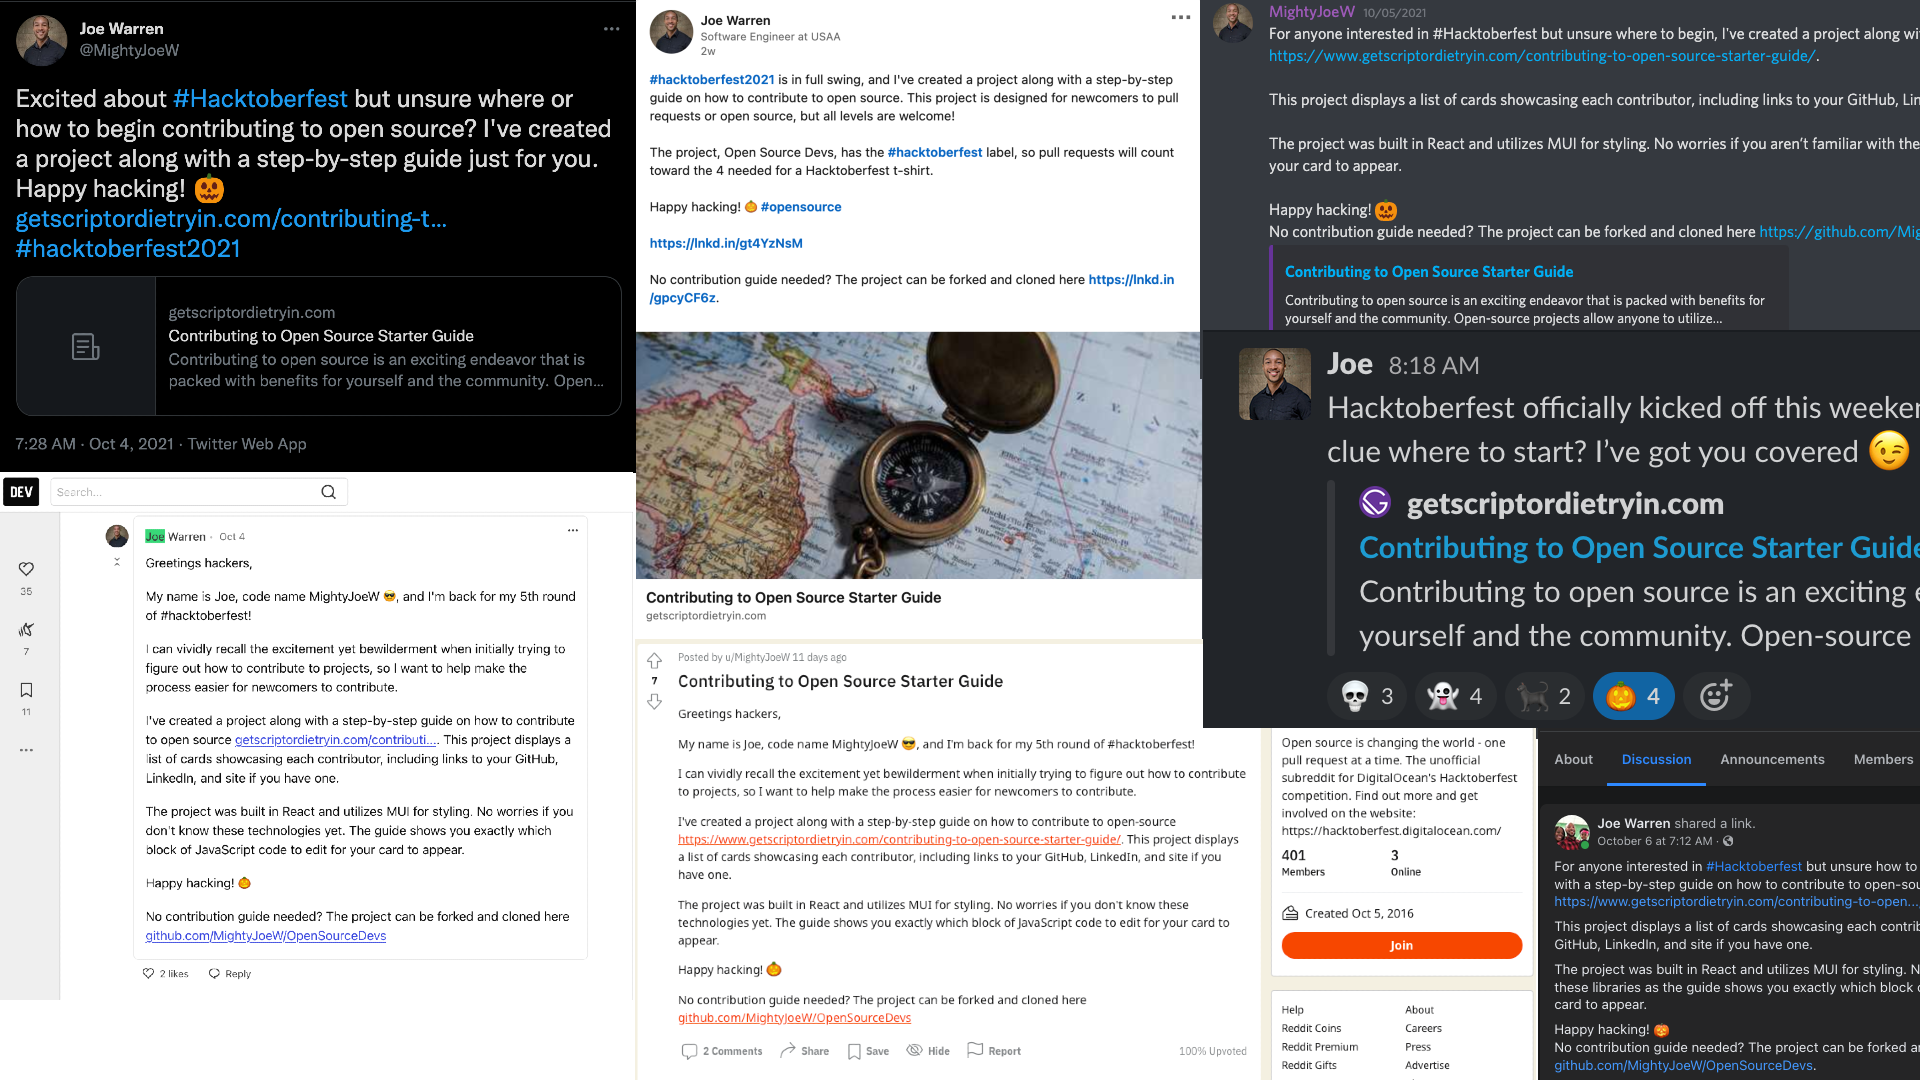 Joe Warren
@MightyJoeW
Excited about #Hacktoberfest but unsure where or
how to begin contributing to open source? I've created
a project along with a step-by-step guide just for you.
Happy hacking! 🎃
getscriptordietryin.com/contributing-t...
#hacktoberfest2021
getscriptordietryin.com
Contributing to Open Source Starter Guide
Contributing to open source is an exciting endeavor that is
packed with benefits for yourself and the community. Open...
7:28 AM · Oct 4, 2021 · Twitter Web App
DEV
Search...
35
7
11
Joe Warren · Oct 4
Greetings hackers,
My name is Joe, code name MightyJoeW 😎, and I'm back for my 5th round
of #hacktoberfest!
I can vividly recall the excitement yet bewilderment when initially trying to
figure out how to contribute to projects, so I want to help make the
process easier for newcomers to contribute.
I've created a project along with a step-by-step guide on how to contribute
to open source getscriptordietryin.com/contributi.... This project displays a
list of cards showcasing each contributor, including links to your GitHub,
LinkedIn, and site if you have one.
The project was built in React and utilizes MUI for styling. No worries if you
don't know these technologies yet. The guide shows you exactly which
block of JavaScript code to edit for your card to appear.
Happy hacking! 🎃
No contribution guide needed? The project can be forked and cloned here
github.com/MightyJoeW/OpenSourceDevs
2 likes Reply
Joe Warren
Software Engineer at USAA
2w
#hacktoberfest2021 is in full swing, and I've created a project along with a step-by-step
guide on how to contribute to open source. This project is designed for newcomers to pull
requests or open source, but all levels are welcome!
The project, Open Source Devs, has the #hacktoberfest label, so pull requests will count
toward the 4 needed for a Hacktoberfest t-shirt.
Happy hacking! 🎃 #opensource
https://lnkd.in/gt4YzNsM
No contribution guide needed? The project can be forked and cloned here https://lnkd.in
/gpcyCF6z.
Contributing to Open Source Starter Guide
getscriptordietryin.com
Posted by u/MightyJoeW 11 days ago
7
Contributing to Open Source Starter Guide
Greetings hackers,
My name is Joe, code name MightyJoeW 😎, and I'm back for my 5th round of #hacktoberfest!
I can vividly recall the excitement yet bewilderment when initially trying to figure out how to contribute
to projects, so I want to help make the process easier for newcomers to contribute.
I've created a project along with a step-by-step guide on how to contribute to open-source
https://www.getscriptordietryin.com/contributing-to-open-source-starter-guide/. This project displays
a list of cards showcasing each contributor, including links to your GitHub, LinkedIn, and site if you
have one.
The project was built in React and utilizes MUI for styling. No worries if you don't know these
technologies yet. The guide shows you exactly which block of JavaScript code to edit for your card to
appear.
Happy hacking! 🎃
No contribution guide needed? The project can be forked and cloned here
github.com/MightyJoeW/OpenSourceDevs
2 Comments Share Save Hide Report 100% Upvoted
MightyJoeW 10/05/2021
For anyone interested in #Hacktoberfest but unsure where to begin, I've created a project along wi
https://www.getscriptordietryin.com/contributing-to-open-source-starter-guide/.
This project displays a list of cards showcasing each contributor, including links to your GitHub, Lin
The project was built in React and utilizes MUI for styling. No worries if you aren't familiar with the
your card to appear.
Happy hacking! 🎃
No contribution guide needed? The project can be forked and cloned here https://github.com/Mig
Contributing to Open Source Starter Guide
Contributing to open source is an exciting endeavor that is packed with benefits for
yourself and the community. Open-source projects allow anyone to utilize...
Joe 8:18 AM
Hacktoberfest officially kicked off this weeken
clue where to start? I've got you covered 😉
getscriptordietryin.com
Contributing to Open Source Starter Guide
Contributing to open source is an exciting e
yourself and the community. Open-source
💀 3 👻 4 🐈‍⬛ 2 🎃 4
Open source is changing the world - one
pull request at a time. The unofficial
subreddit for DigitalOcean's Hacktoberfest
competition. Find out more and get
involved on the website:
https://hacktoberfest.digitalocean.com/
401 3
Members Online
Created Oct 5, 2016
Join
Help About
Reddit Coins Careers
Reddit Premium Press
Reddit Gifts Advertise
About Discussion Announcements Members
Joe Warren shared a link.
October 6 at 7:12 AM ·
For anyone interested in #Hacktoberfest but unsure how to
with a step-by-step guide on how to contribute to open-sou
https://www.getscriptordietryin.com/contributing-to-open...
This project displays a list of cards showcasing each contrib
GitHub, LinkedIn, and site if you have one.
The project was built in React and utilizes MUI for styling. N
these libraries as the guide shows you exactly which block o
card to appear.
Happy hacking! 🎃
No contribution guide needed? The project can be forked an
github.com/MightyJoeW/OpenSourceDevs.